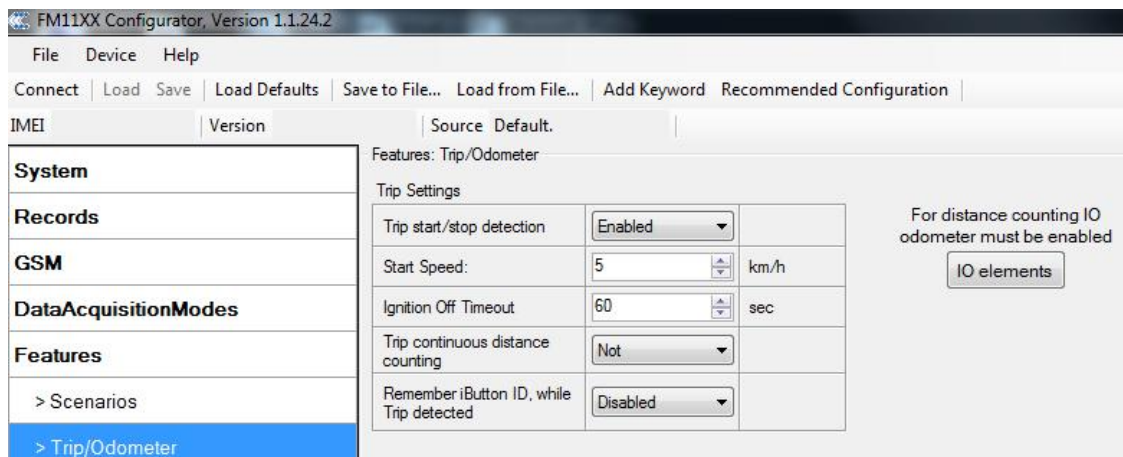 FM11XX Configurator, Version 1.1.24.2
File Device Help
Connect Load Save Load Defaults Save to File... Load from File... Add Keyword Recommended Configuration
IMEI Version Source Default.
System
Records
GSM
DataAcquisitionModes
Features
> Scenarios
> Trip/Odometer
Features: Trip/Odometer
Trip Settings
Trip start/stop detection Enabled
Start Speed: 5 km/h
Ignition Off Timeout 60 sec
Trip continuous distance
counting Not
Remember iButton ID, while
Trip detected Disabled
For distance counting IO
odometer must be enabled
IO elements